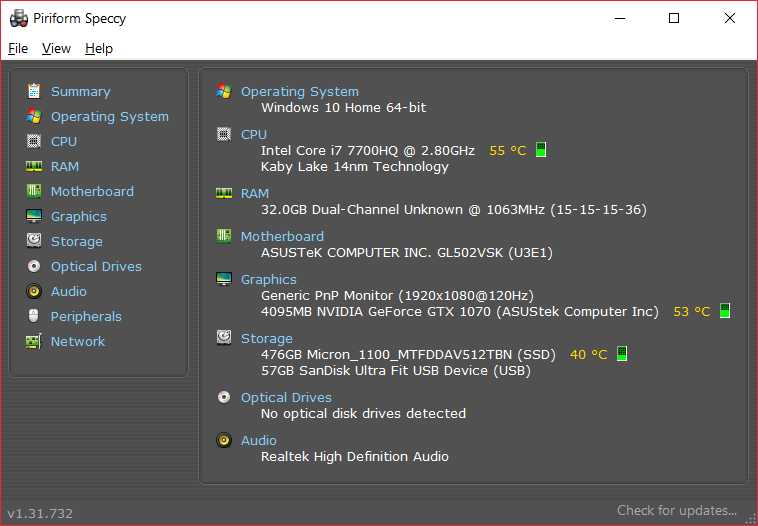 Piriform Speccy
File View Help
Summary
Operating System
CPU
RAM
Motherboard
Graphics
Storage
Optical Drives
Audio
Peripherals
Network
Operating System
Windows 10 Home 64-bit
CPU
Intel Core i7 7700HQ @ 2.80GHz 55 °C
Kaby Lake 14nm Technology
RAM
32.0GB Dual-Channel Unknown @ 1063MHz (15-15-15-36)
Motherboard
ASUSTeK COMPUTER INC. GL502VSK (U3E1)
Graphics
Generic PnP Monitor (1920x1080@120Hz)
4095MB NVIDIA GeForce GTX 1070 (ASUStek Computer Inc) 53 °C
Storage
476GB Micron_1100_MTFDDAV512TBN (SSD) 40 °C
57GB SanDisk Ultra Fit USB Device (USB)
Optical Drives
No optical disk drives detected
Audio
Realtek High Definition Audio
v1.31.732
Check for updates...